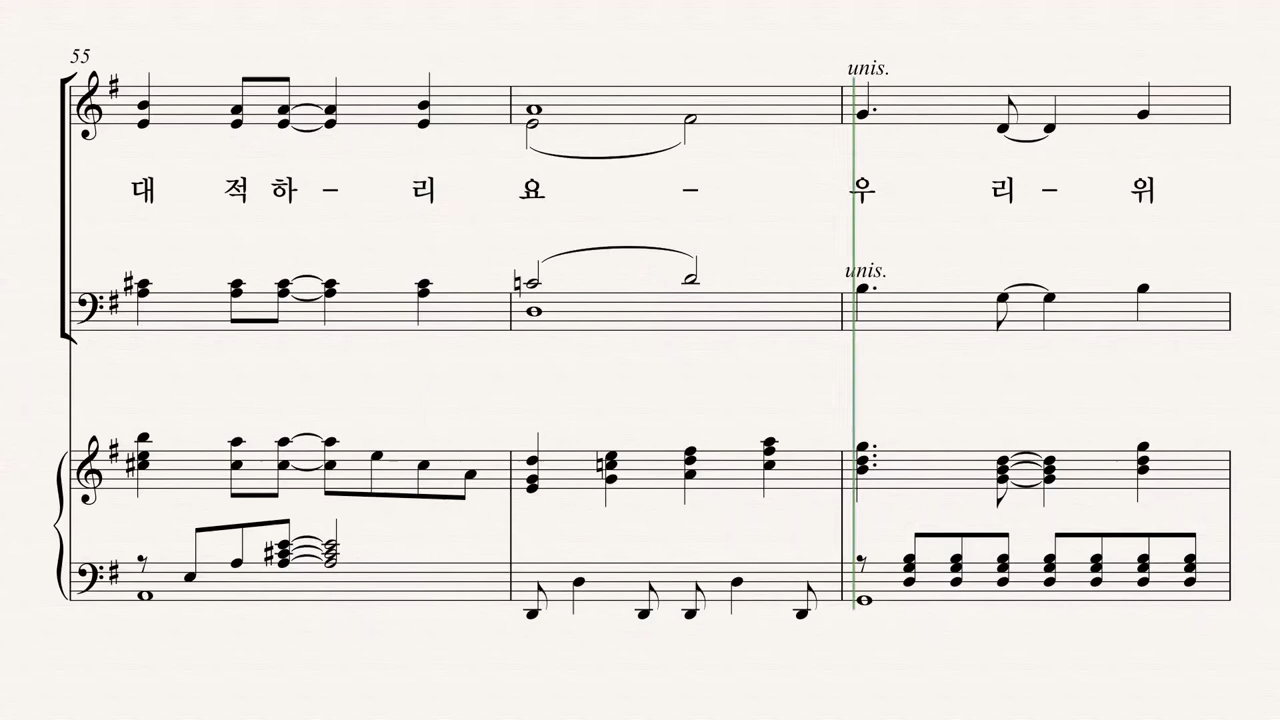 55
unis.
대 적 하 – 리 요 – 우 리 – 위
unis.